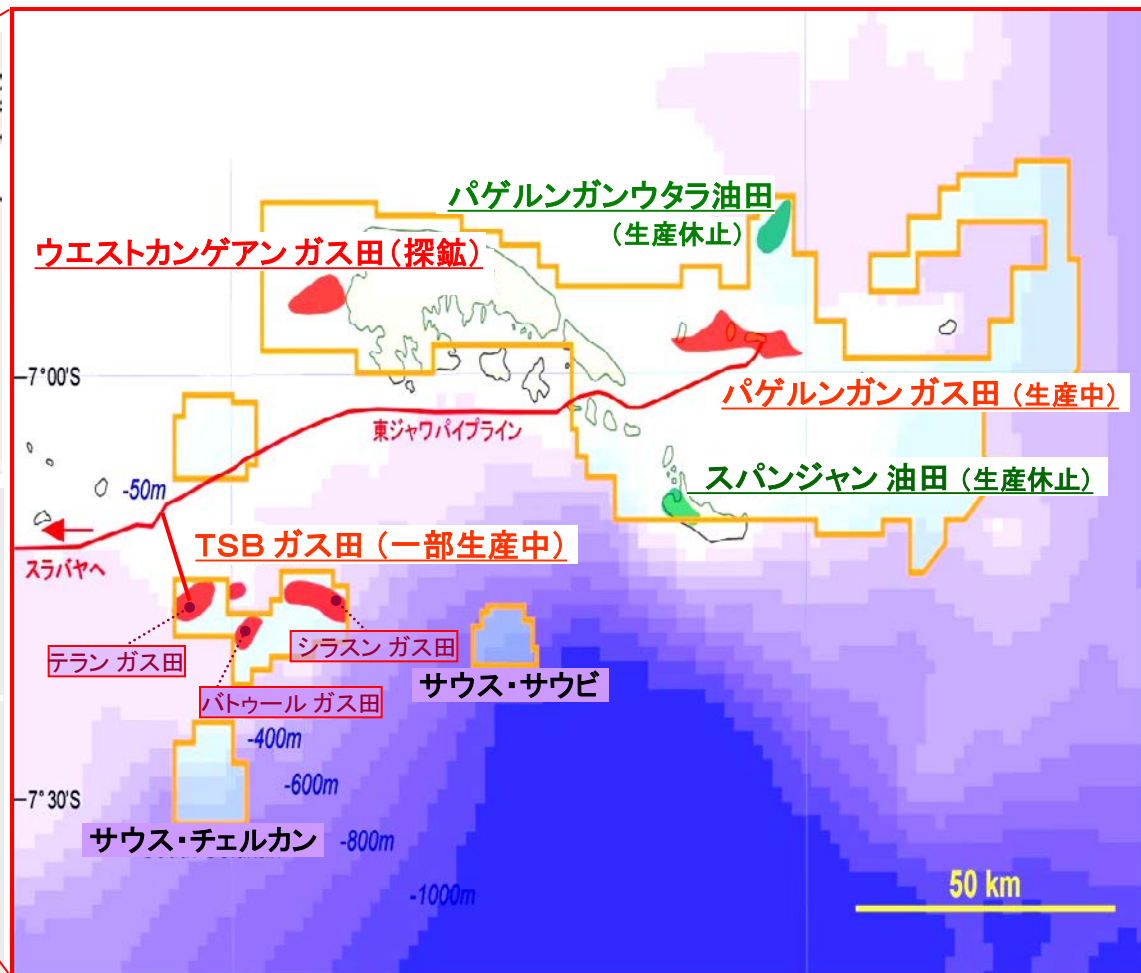 パゲルンガンウタラ油田
(生産休止)
ウエストカンゲアン ガス田(探鉱)
7°00'S
パゲルンガン ガス田 (生産中)
東ジャワパイプライン
スパンジャン 油田 (生産休止)
-50m
TSB ガス田 (一部生産中)
スラバヤへ
シラスン ガス田
テラン ガス田
サウス・サウビ
バトゥール ガス田
-400m
-600m
7°30'S
サウス・チェルカン
-800m
-1000m
50 km